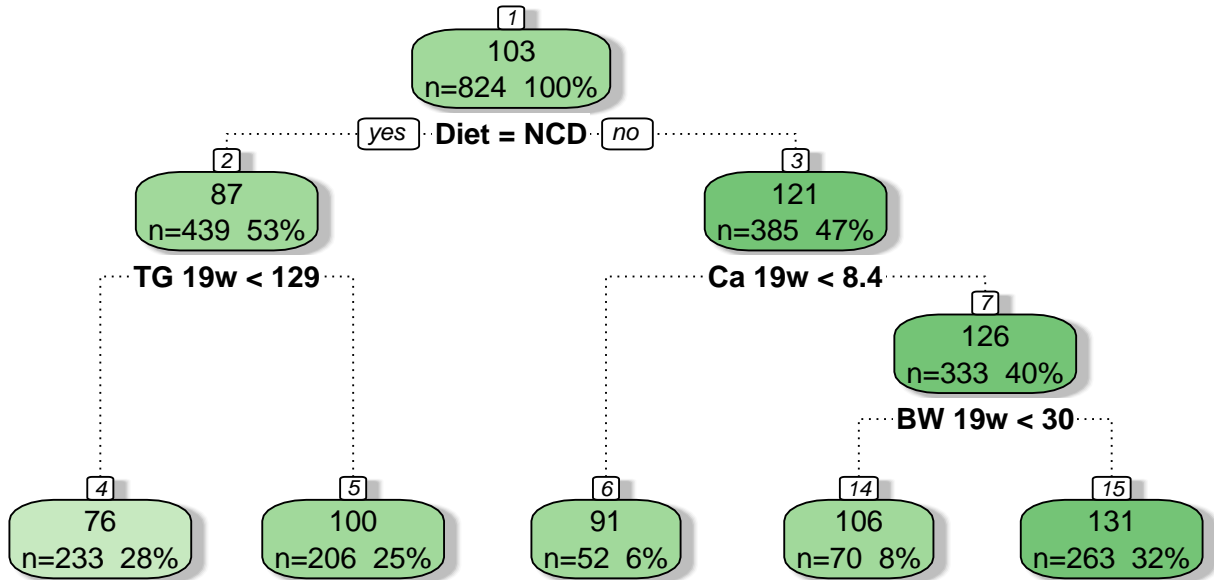 1
103
n=824 100%
yes Diet = NCD no
2
87
n=439 53%
3
121
n=385 47%
TG 19w < 129
Ca 19w < 8.4
7
126
n=333 40%
BW 19w < 30
4
76
n=233 28%
5
100
n=206 25%
6
91
n=52 6%
14
106
n=70 8%
15
131
n=263 32%